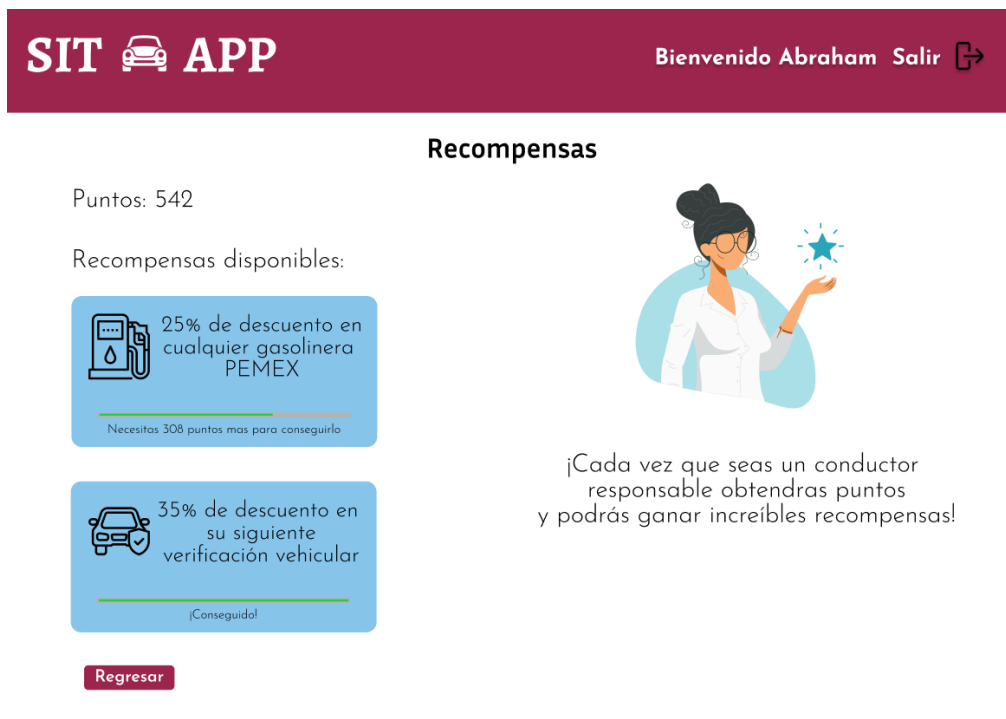 SIT APP
Bienvenido Abraham Salir
Recompensas
Puntos: 542
Recompensas disponibles:
25% de descuento en
cualquier gasolinera
PEMEX
Necesitas 308 puntos mas para conseguirlo
35% de descuento en
su siguiente
verificación vehicular
¡Conseguido!
Regresar
¡Cada vez que seas un conductor
responsable obtendras puntos
y podrás ganar increíbles recompensas!